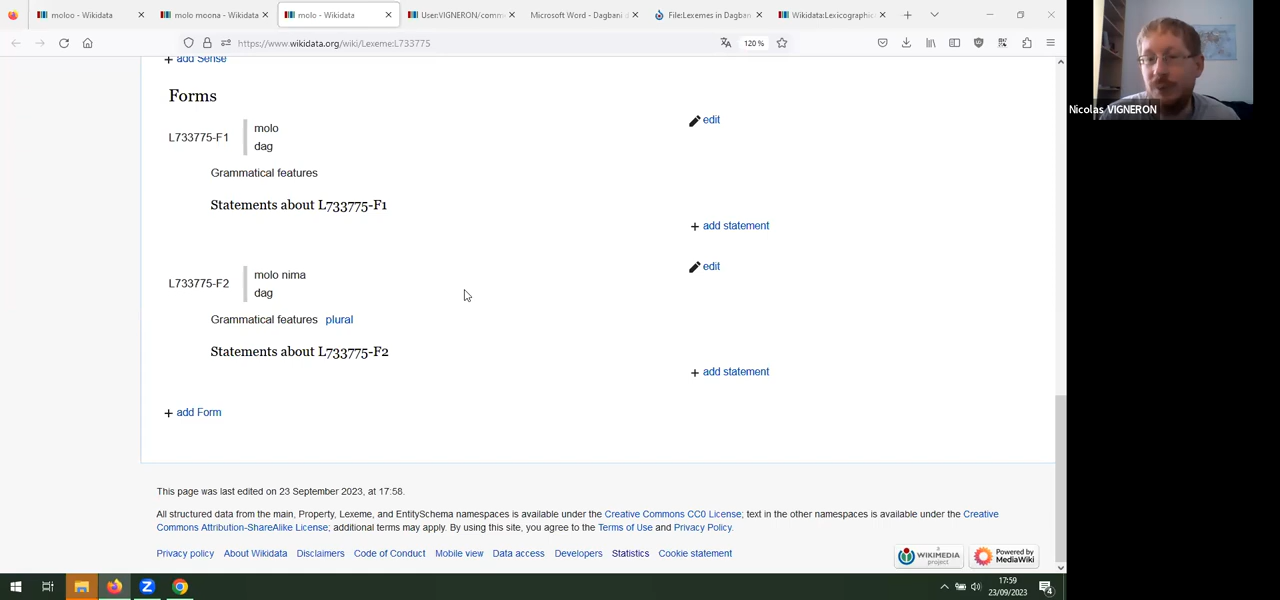 moloo - Wikidata
molo moona - Wikidata
molo - Wikidata
User:VIGNERON/comm
Microsoft Word - Dagbani de
File:Lexemes in Dagban
Wikidata:Lexicographic
https://www.wikidata.org/wiki/Lexeme:L733775
120 %
Nicolas VIGNERON
+ add Sense
Forms
L733775-F1
molo
dag
edit
Grammatical features
Statements about L733775-F1
+ add statement
L733775-F2
molo nima
dag
edit
Grammatical features plural
Statements about L733775-F2
+ add statement
+ add Form
This page was last edited on 23 September 2023, at 17:58.
All structured data from the main, Property, Lexeme, and EntitySchema namespaces is available under the Creative Commons CC0 License; text in the other namespaces is available under the Creative
Commons Attribution-ShareAlike License; additional terms may apply. By using this site, you agree to the Terms of Use and Privacy Policy.
Privacy policy About Wikidata Disclaimers Code of Conduct Mobile view Data access Developers Statistics Cookie statement
A WIKIMEDIA project
Powered by MediaWiki
17:59
23/09/2023
4